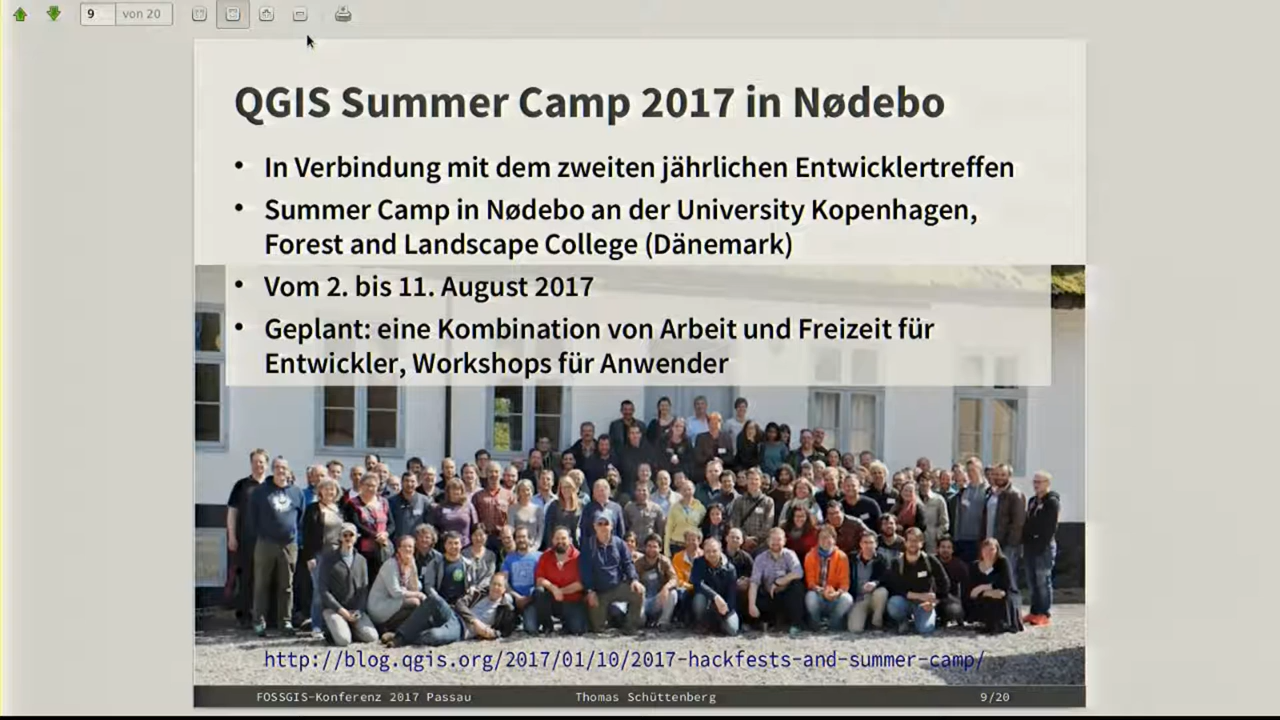 9 von 20
QGIS Summer Camp 2017 in Nødebo
• In Verbindung mit dem zweiten jährlichen Entwicklertreffen
• Summer Camp in Nødebo an der University Kopenhagen,
Forest and Landscape College (Dänemark)
• Vom 2. bis 11. August 2017
• Geplant: eine Kombination von Arbeit und Freizeit für
Entwickler, Workshops für Anwender
http://blog.qgis.org/2017/01/10/2017-hackfests-and-summer-camp/
FOSSGIS-Konferenz 2017 Passau Thomas Schüttenberg 9/20